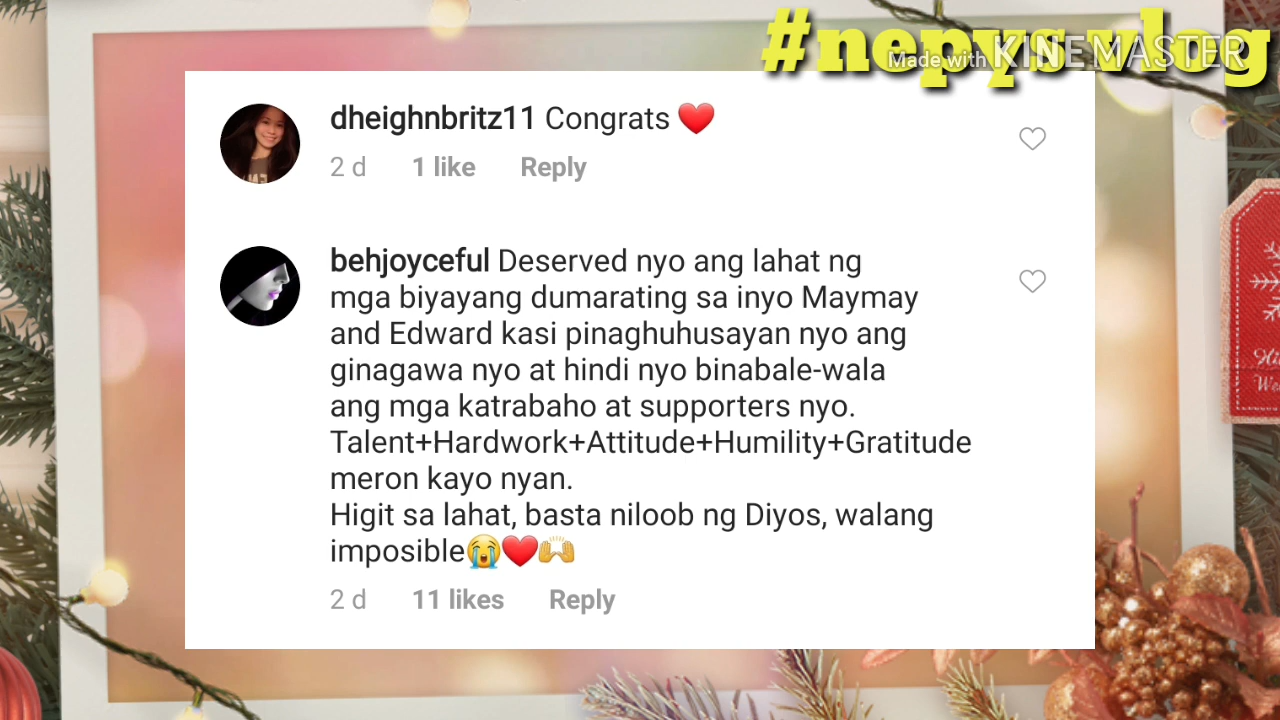 #nepysvlog
Made with KINEMASTER
dheighnbritz11 Congrats ❤️
2 d 1 like Reply
behjoyceful Deserved nyo ang lahat ng
mga biyayang dumarating sa inyo Maymay
and Edward kasi pinaghuhusayan nyo ang
ginagawa nyo at hindi nyo binabale-wala
ang mga katrabaho at supporters nyo.
Talent+Hardwork+Attitude+Humility+Gratitude
meron kayo nyan.
Higit sa lahat, basta niloob ng Diyos, walang
imposible😭❤️🙌
2 d 11 likes Reply